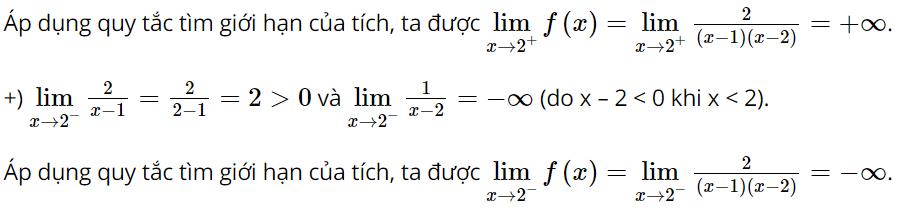 Áp dụng quy tắc tìm giới hạn của tích, ta được $\lim\limits_{x \to 2^+} f(x) = \lim\limits_{x \to 2^+} \frac{2}{(x-1)(x-2)} = +\infty$.
+) $\lim\limits_{x \to 2^-} \frac{2}{x-1} = \frac{2}{2-1} = 2 > 0$ và $\lim\limits_{x \to 2^-} \frac{1}{x-2} = -\infty$ (do x – 2 < 0 khi x < 2).
Áp dụng quy tắc tìm giới hạn của tích, ta được $\lim\limits_{x \to 2^-} f(x) = \lim\limits_{x \to 2^-} \frac{2}{(x-1)(x-2)} = -\infty$.